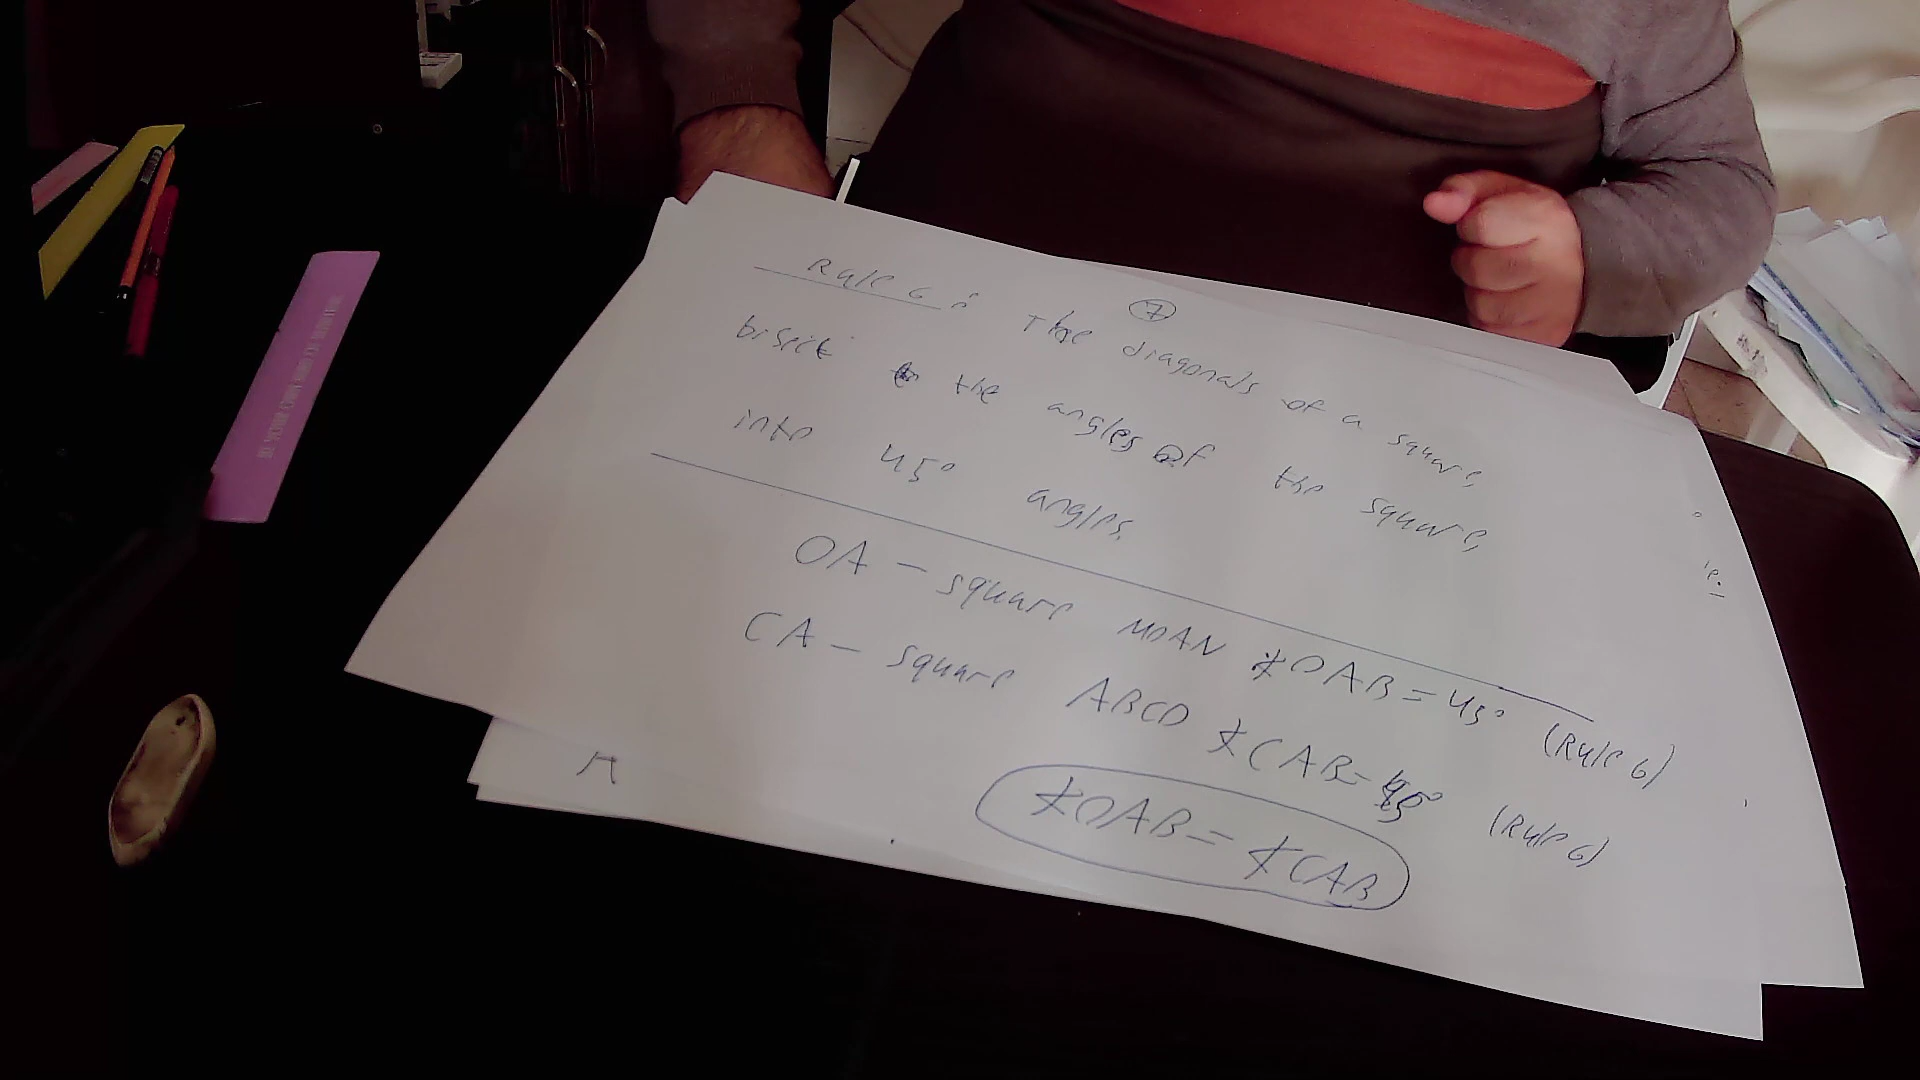 7
Rule 6: The diagonals of a square
bisect the angles of the square
into 45° angles.
OA - square MOAN ∢OAB = 45° (Rule 6)
CA - square ABCD ∢CAB = 45° (Rule 6)
∢OAB = ∢CAB